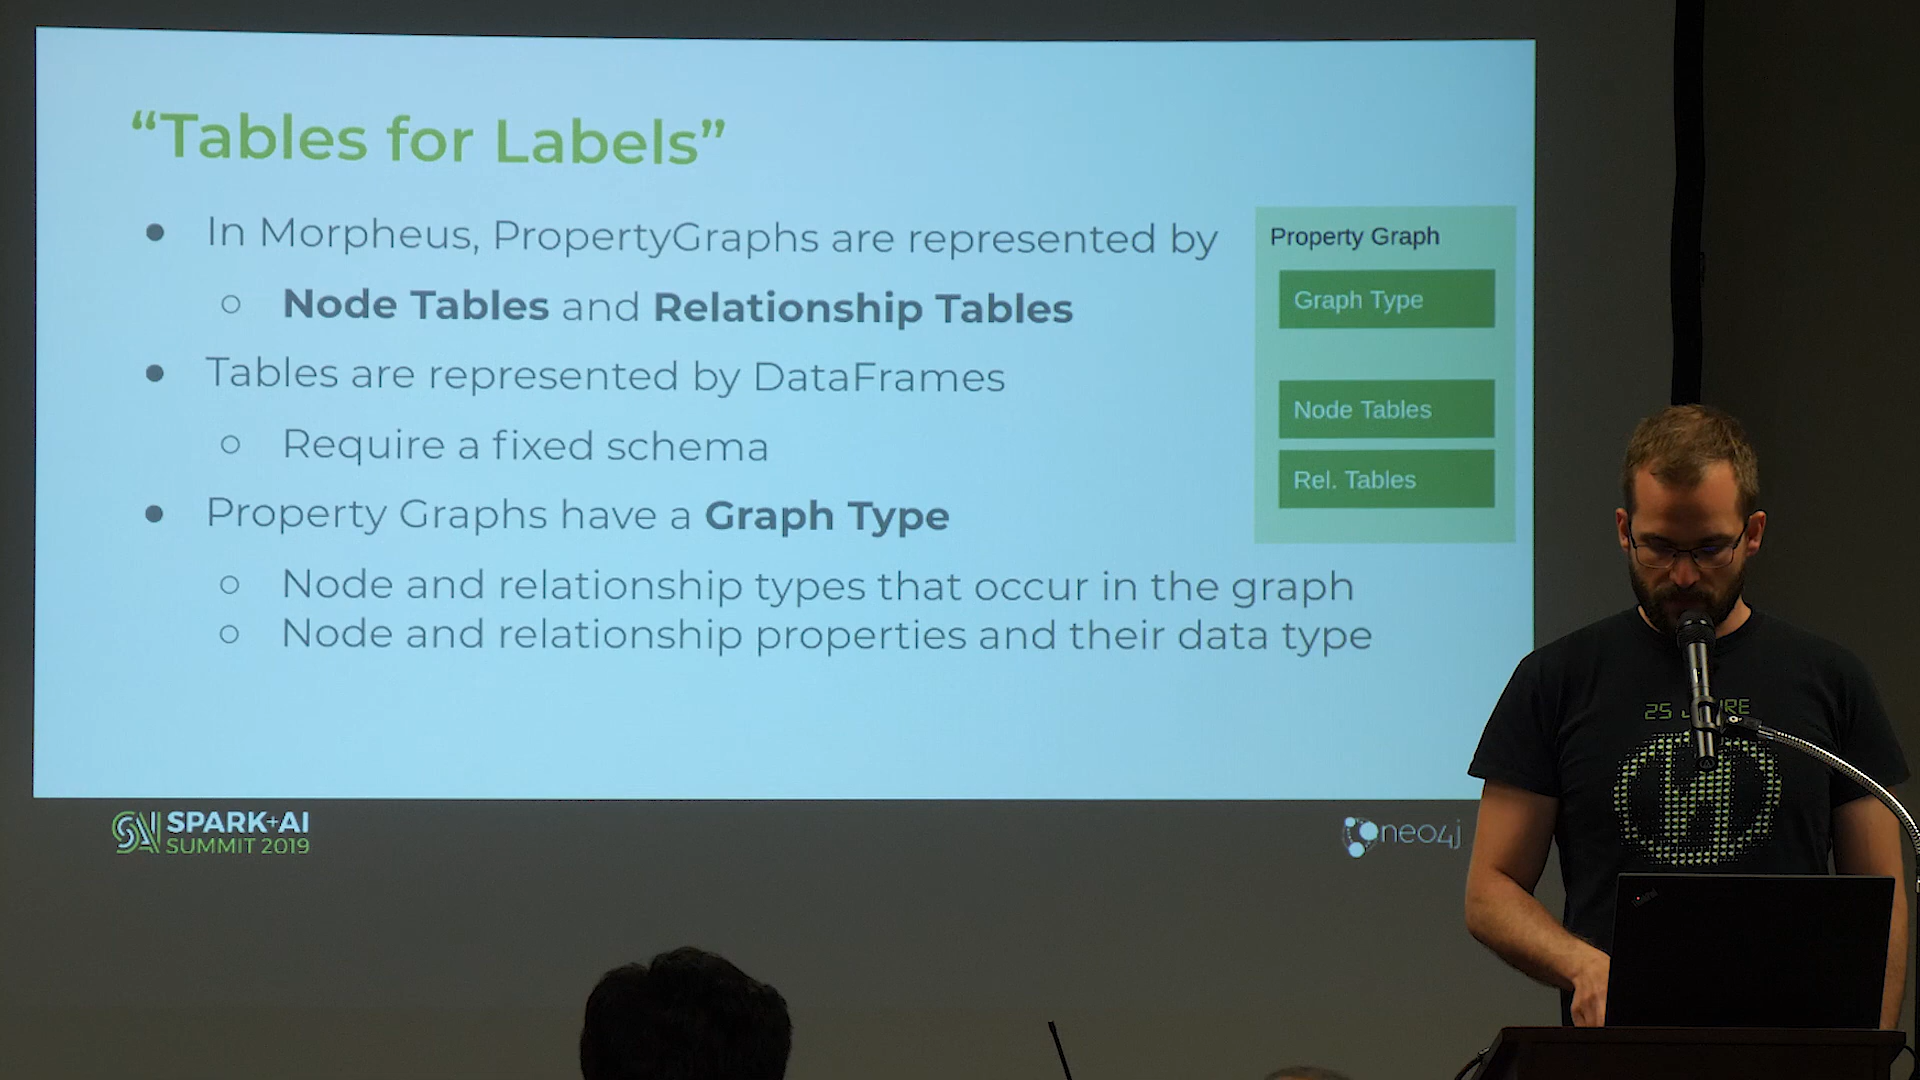 “Tables for Labels”
● In Morpheus, PropertyGraphs are represented by
○ Node Tables and Relationship Tables
● Tables are represented by DataFrames
○ Require a fixed schema
● Property Graphs have a Graph Type
○ Node and relationship types that occur in the graph
○ Node and relationship properties and their data type
Property Graph
Graph Type
Node Tables
Rel. Tables
SPARK+AI
SUMMIT 2019
neo4j
25